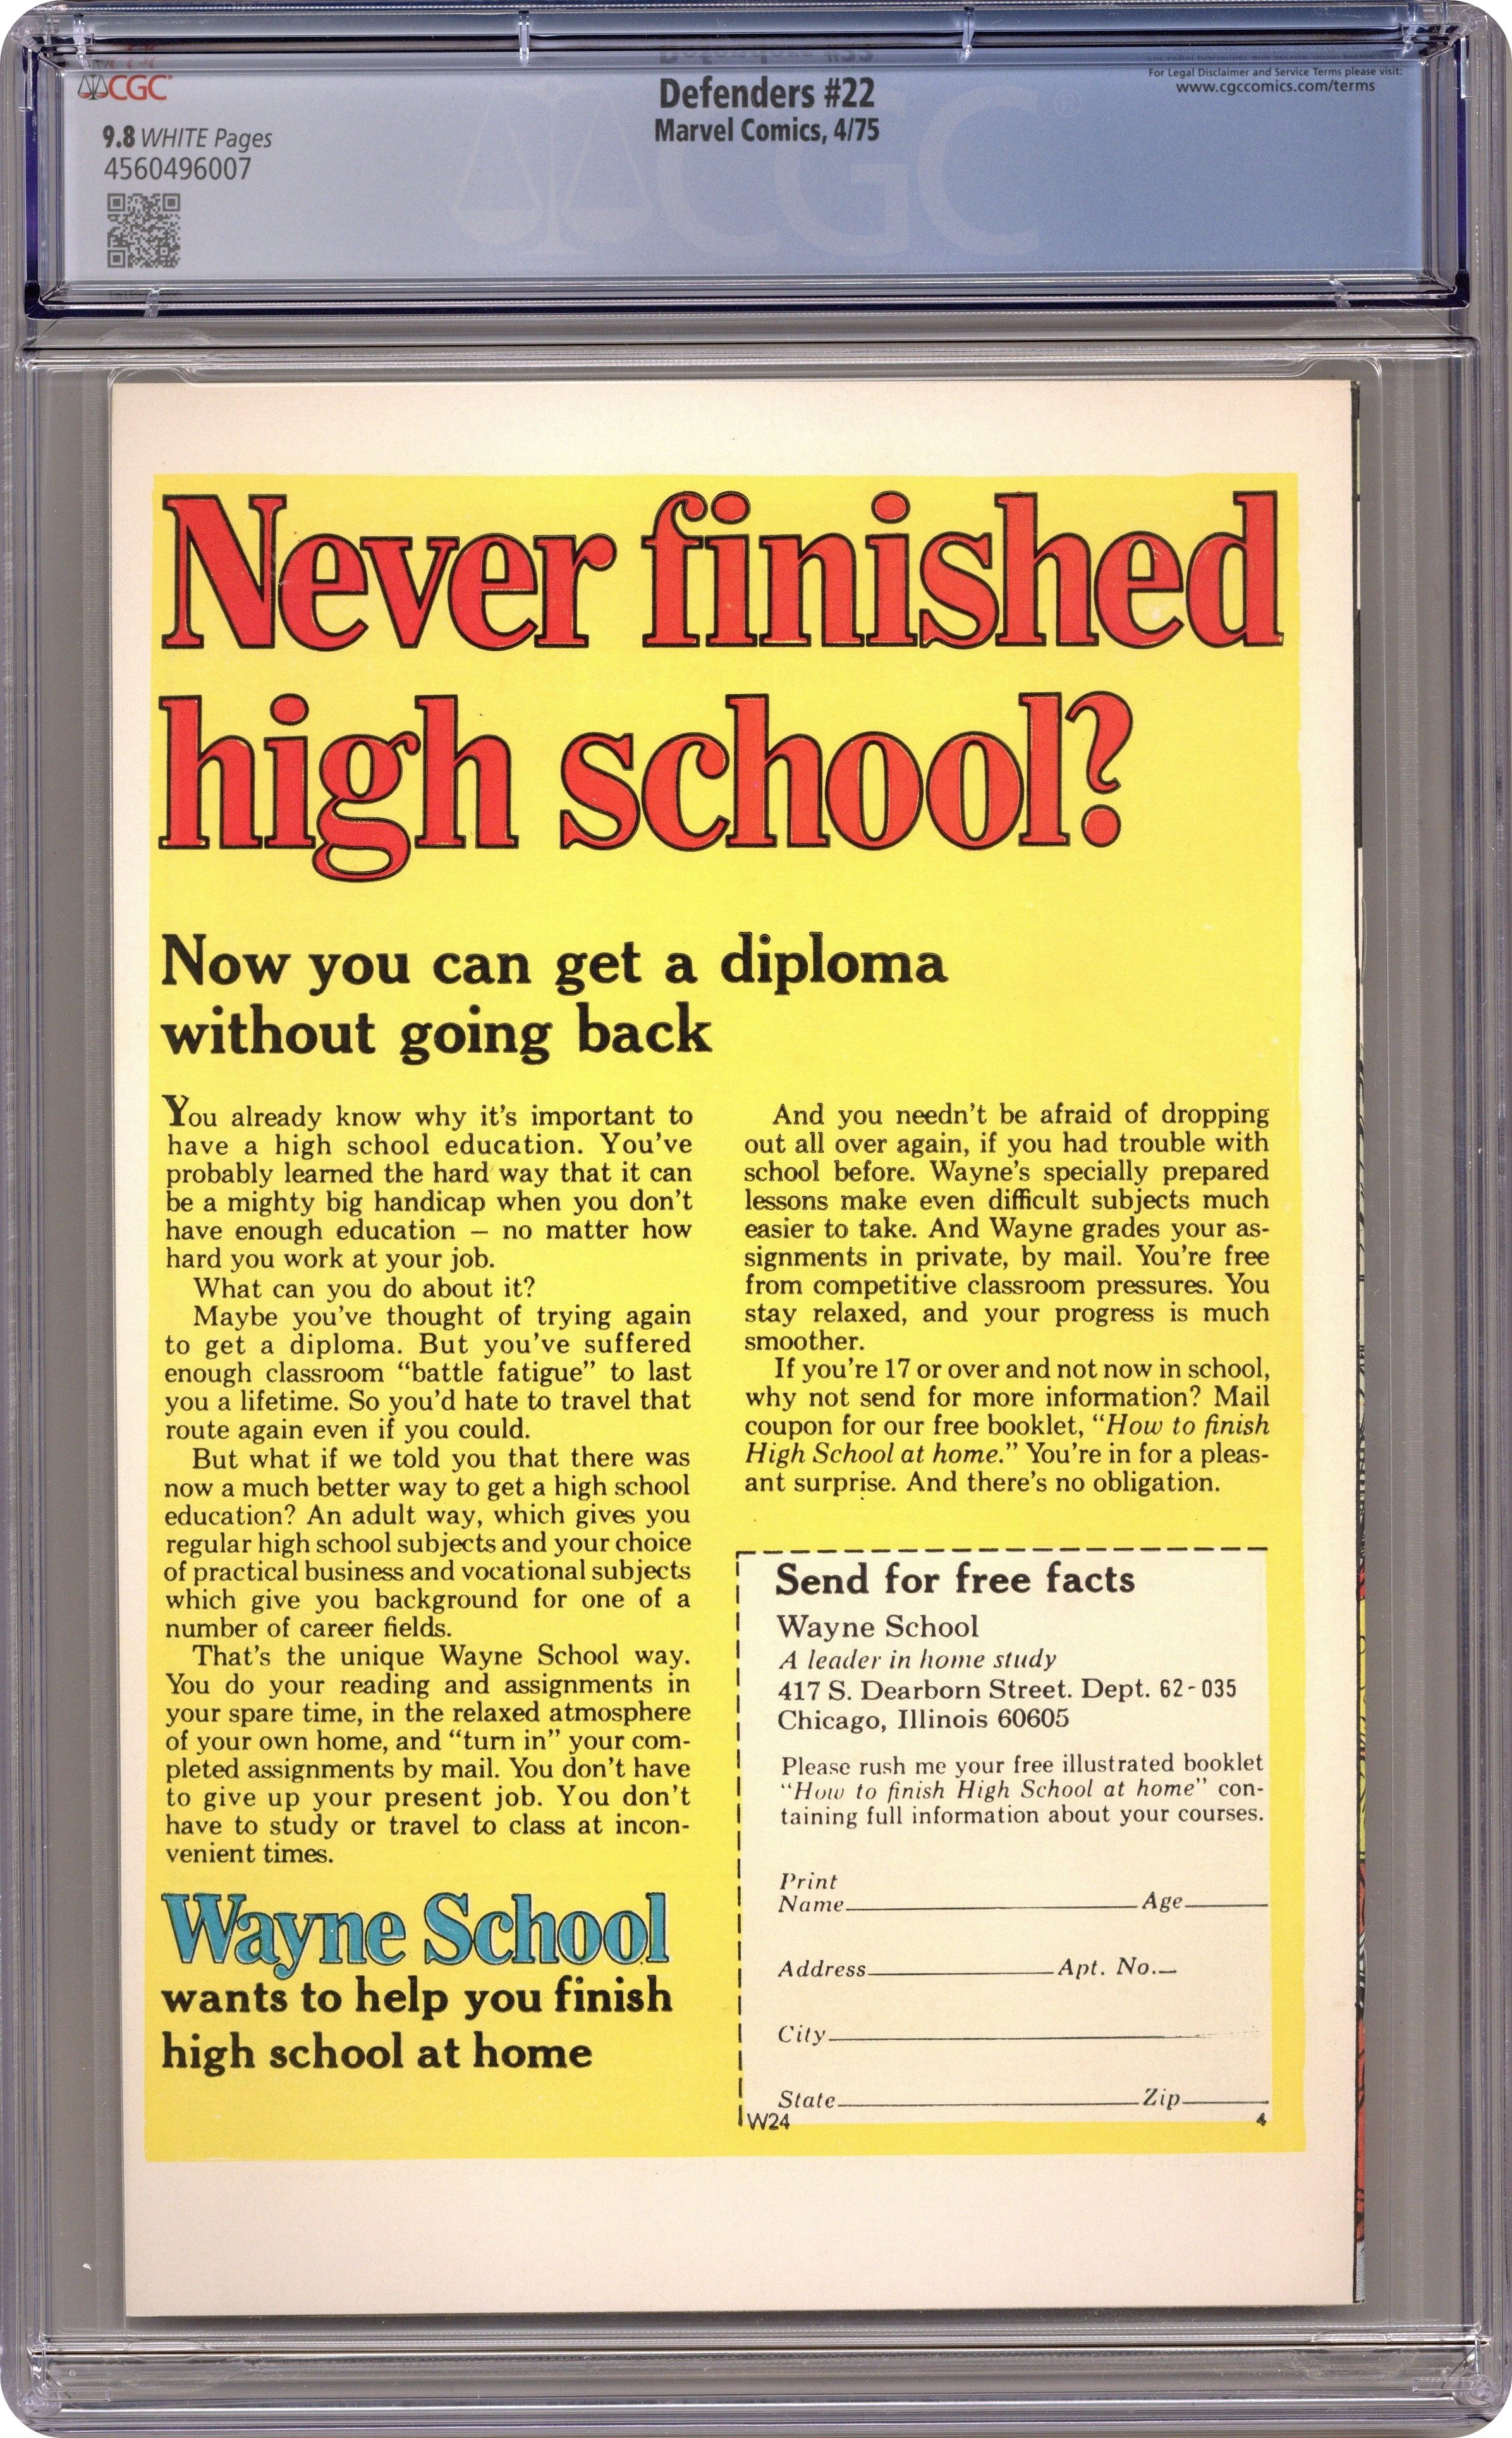 CGC
Defenders #22
Marvel Comics, 4/75
For Legal Disclaimer and Service Terms please visit:
www.cgccomics.com/terms
9.8 WHITE Pages
4560496007
CGC
Never finished
high school?
Now you can get a diploma
without going back
You already know why it's important to
have a high school education. You've
probably learned the hard way that it can
be a mighty big handicap when you don't
have enough education – no matter how
hard you work at your job.
What can you do about it?
Maybe you've thought of trying again
to get a diploma. But you've suffered
enough classroom “battle fatigue” to last
you a lifetime. So you'd hate to travel that
route again even if you could.
But what if we told you that there was
now a much better way to get a high school
education? An adult way, which gives you
regular high school subjects and your choice
of practical business and vocational subjects
which give you background for one of a
number of career fields.
That's the unique Wayne School way.
You do your reading and assignments in
your spare time, in the relaxed atmosphere
of your own home, and “turn in” your com-
pleted assignments by mail. You don't have
to give up your present job. You don't
have to study or travel to class at incon-
venient times.
Wayne School
wants to help you finish
high school at home
And you needn't be afraid of dropping
out all over again, if you had trouble with
school before. Wayne's specially prepared
lessons make even difficult subjects much
easier to take. And Wayne grades your as-
signments in private, by mail. You're free
from competitive classroom pressures. You
stay relaxed, and your progress is much
smoother.
If you're 17 or over and not now in school,
why not send for more information? Mail
coupon for our free booklet, “How to finish
High School at home.” You're in for a pleas-
ant surprise. And there's no obligation.
Send for free facts
Wayne School
A leader in home study
417 S. Dearborn Street. Dept. 62-035
Chicago, Illinois 60605
Please rush me your free illustrated booklet
“How to finish High School at home” con-
taining full information about your courses.
Print
Name Age
Address Apt. No.
City
State Zip
W24 4